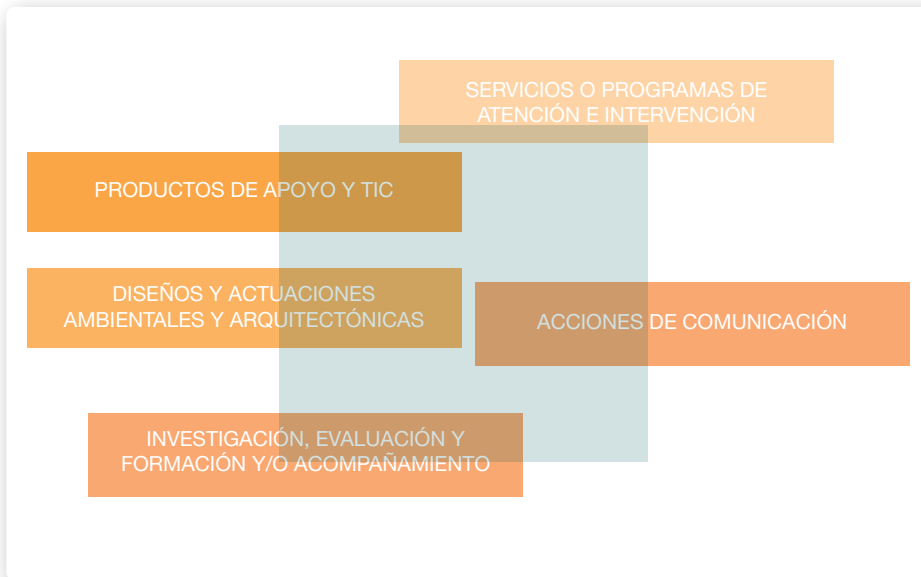 SERVICIOS O PROGRAMAS DE
ATENCIÓN E INTERVENCIÓN
PRODUCTOS DE APOYO Y TIC
DISEÑOS Y ACTUACIONES
AMBIENTALES Y ARQUITECTÓNICAS
ACCIONES DE COMUNICACIÓN
INVESTIGACIÓN, EVALUACIÓN Y
FORMACIÓN Y/O ACOMPAÑAMIENTO